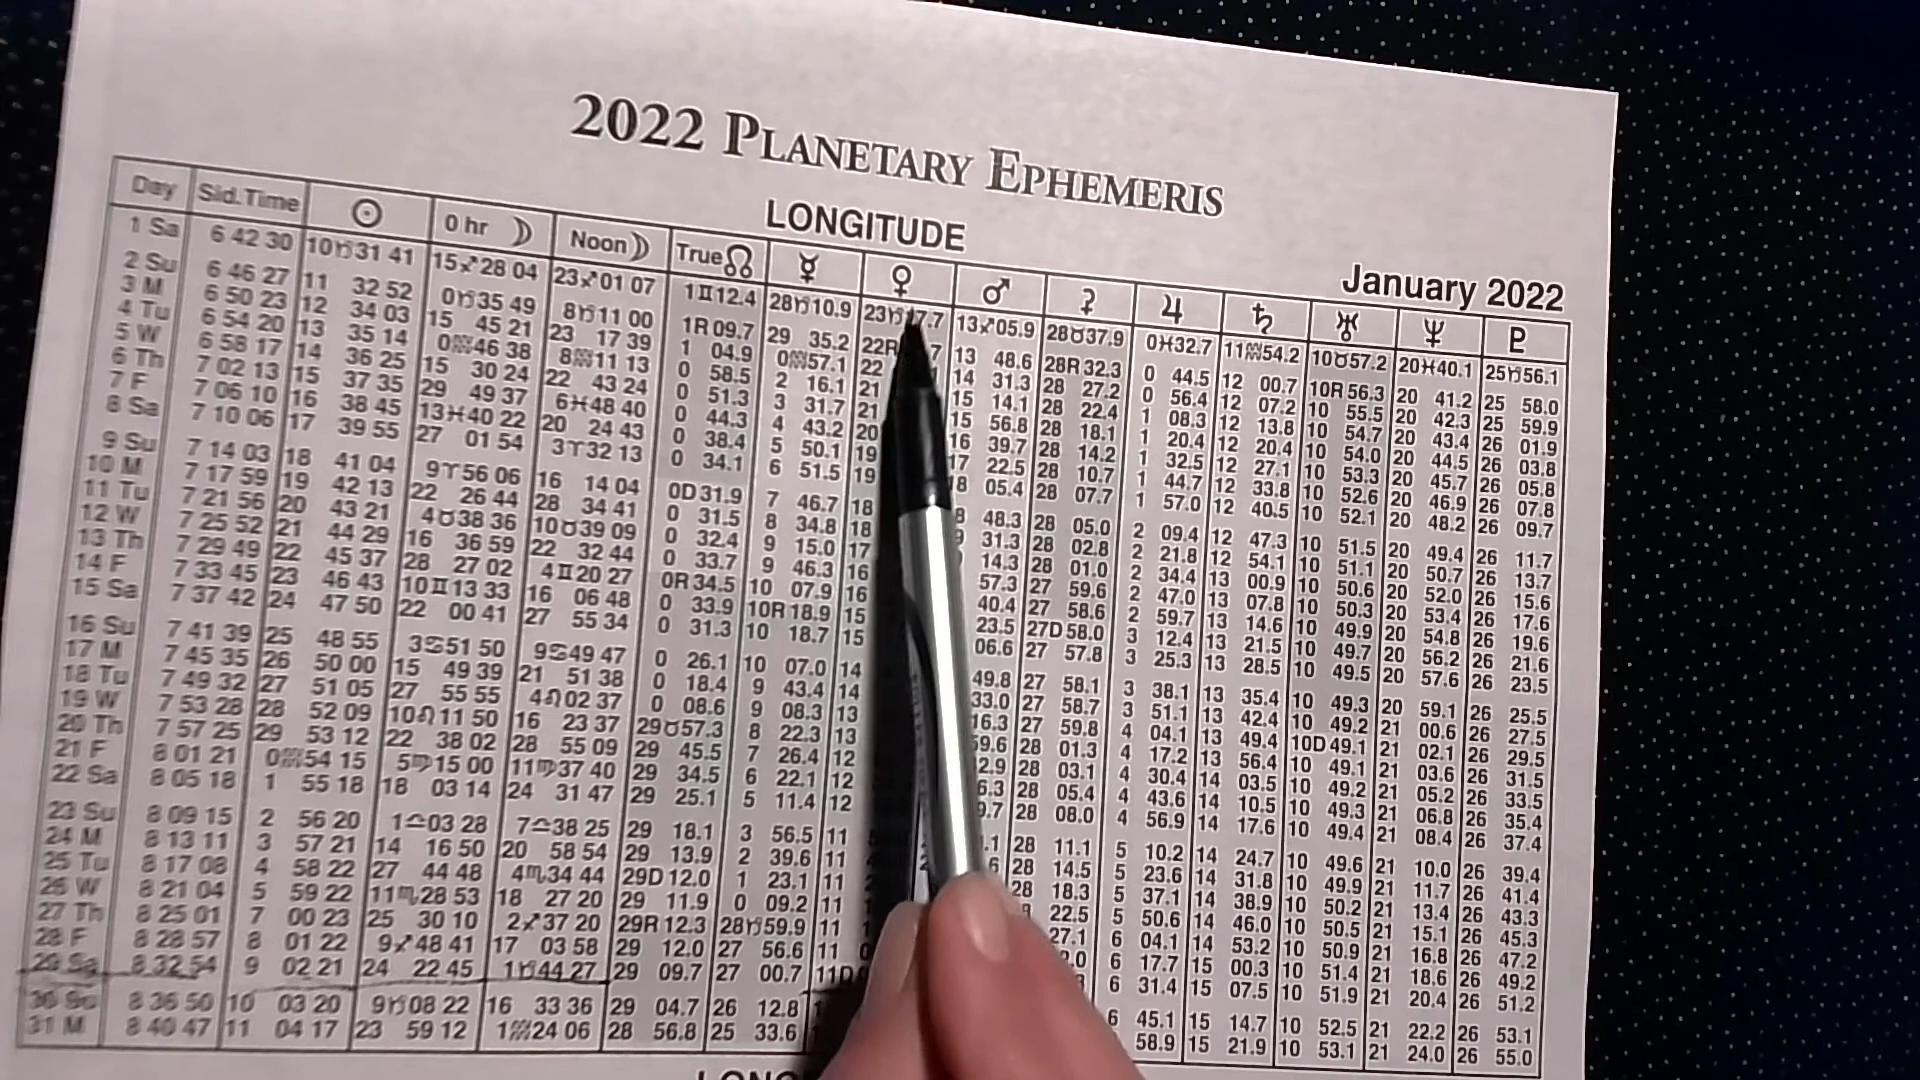 2022 PLANETARY EPHEMERIS
LONGITUDE
January 2022
Day Sid.Time ☉ 0 hr ☽ Noon ☽ True ☊ ☿ ♀ ♂ ⚳ ♃ ♄ ♅ ♆ ♇
1 Sa 6 42 30 10♑31 41 15♐28 04 23♐01 07 1♊12.4 28♑10.9 23♑ 7.7 13♐05.9 28♉37.9 0♓32.7 11♒54.2 10♉57.2 20♓40.1 25♑56.1
2 Su 6 46 27 11 32 52 0♑35 49 8♑11 00 1R09.7 29 35.2 22R 13 48.6 28R32.3 0 44.5 12 00.7 10R56.3 20 41.2 25 58.0
3 M 6 50 23 12 34 03 15 45 21 23 17 39 1 04.9 0♒57.1 22 14 31.3 28 27.2 0 56.4 12 07.2 10 55.5 20 42.3 25 59.9
4 Tu 6 54 20 13 35 14 0♒46 38 8♒11 13 0 58.5 2 16.1 21 15 14.1 28 22.4 1 08.3 12 13.8 10 54.7 20 43.4 26 01.9
5 W 6 58 17 14 36 25 15 30 24 22 43 24 0 51.3 3 31.7 21 15 56.8 28 18.1 1 20.4 12 20.4 10 54.0 20 44.5 26 03.8
6 Th 7 02 13 15 37 35 29 49 37 6♓48 40 0 44.3 4 43.2 20 16 39.7 28 14.2 1 32.5 12 27.1 10 53.3 20 45.7 26 05.8
7 F 7 06 10 16 38 45 13♓40 22 20 24 43 0 38.4 5 50.1 19 17 22.5 28 10.7 1 44.7 12 33.8 10 52.6 20 46.9 26 07.8
8 Sa 7 10 06 17 39 55 27 01 54 3♈32 13 0 34.1 6 51.5 19 18 05.4 28 07.7 1 57.0 12 40.5 10 52.1 20 48.2 26 09.7
9 Su 7 14 03 18 41 04 9♈56 06 16 14 04 0D31.9 7 46.7 18 48.3 28 05.0 2 09.4 12 47.3 10 51.5 20 49.4 26 11.7
10 M 7 17 59 19 42 13 22 26 44 28 34 41 0 31.5 8 34.8 18 31.3 28 02.8 2 21.8 12 54.1 10 51.1 20 50.7 26 13.7
11 Tu 7 21 56 20 43 21 4♉38 36 10♉39 09 0 32.4 9 15.0 17 14.3 28 01.0 2 34.4 13 00.9 10 50.6 20 52.0 26 15.6
12 W 7 25 52 21 44 29 16 36 59 22 32 44 0 33.7 9 46.3 16 57.3 27 59.6 2 47.0 13 07.8 10 50.3 20 53.4 26 17.6
13 Th 7 29 49 22 45 37 28 27 02 4♊20 27 0R34.5 10 07.9 16 40.4 27 58.6 2 59.7 13 14.6 10 49.9 20 54.8 26 19.6
14 F 7 33 45 23 46 43 10♊13 33 16 06 48 0 33.9 10R18.9 15 23.5 27D58.0 3 12.4 13 21.5 10 49.7 20 56.2 26 21.6
15 Sa 7 37 42 24 47 50 22 00 41 27 55 34 0 31.3 10 18.7 15 06.6 27 57.8 3 25.3 13 28.5 10 49.5 20 57.6 26 23.5
16 Su 7 41 39 25 48 55 3♋51 50 9♋49 47 0 26.1 10 07.0 14 49.8 27 58.1 3 38.1 13 35.4 10 49.3 20 59.1 26 25.5
17 M 7 45 35 26 50 00 15 49 39 21 51 38 0 18.4 9 43.4 14 33.0 27 58.7 3 51.1 13 42.4 10 49.2 21 00.6 26 27.5
18 Tu 7 49 32 27 51 05 27 55 55 4♌02 37 0 08.6 9 08.3 13 16.3 27 59.8 4 04.1 13 49.4 10D49.1 21 02.1 26 29.5
19 W 7 53 28 28 52 09 10♌11 50 16 23 37 29♉57.3 8 22.3 13 59.6 28 01.3 4 17.2 13 56.4 10 49.1 21 03.6 26 31.5
20 Th 7 57 25 29 53 12 22 38 02 28 55 09 29 45.5 7 26.4 12 2.9 28 03.1 4 30.4 14 03.5 10 49.2 21 05.2 26 33.5
21 F 8 01 21 0♒54 15 5♍15 00 11♍37 40 29 34.5 6 22.1 12 6.3 28 05.4 4 43.6 14 10.5 10 49.3 21 06.8 26 35.4
22 Sa 8 05 18 1 55 18 18 03 14 24 31 47 29 25.1 5 11.4 12 9.7 28 08.0 4 56.9 14 17.6 10 49.4 21 08.4 26 37.4
23 Su 8 09 15 2 56 20 1♎03 28 7♎38 25 29 18.1 3 56.5 11 .1 28 11.1 5 10.2 14 24.7 10 49.6 21 10.0 26 39.4
24 M 8 13 11 3 57 21 14 16 50 20 58 54 29 13.9 2 39.6 11 .6 28 14.5 5 23.6 14 31.8 10 49.9 21 11.7 26 41.4
25 Tu 8 17 08 4 58 22 27 44 48 4♏34 44 29D12.0 1 23.1 11 28 18.3 5 37.1 14 38.9 10 50.2 21 13.4 26 43.3
26 W 8 21 04 5 59 22 11♏28 53 18 27 20 29 11.9 0 09.2 11 22.5 5 50.6 14 46.0 10 50.5 21 15.1 26 45.3
27 Th 8 25 01 7 00 23 25 30 10 2♐37 20 29R12.3 28♑59.9 11 27.1 6 04.1 14 53.2 10 50.9 21 16.8 26 47.2
28 F 8 28 57 8 01 22 9♐48 41 17 03 58 29 12.0 27 56.6 11 2.0 6 17.7 15 00.3 10 51.4 21 18.6 26 49.2
29 Sa 8 32 54 9 02 21 24 22 45 1♑44 27 29 09.7 27 00.7 11D 6 31.4 15 07.5 10 51.9 21 20.4 26 51.2
30 Su 8 36 50 10 03 20 9♑08 22 16 33 36 29 04.7 26 12.8 6 45.1 15 14.7 10 52.5 21 22.2 26 53.1
31 M 8 40 47 11 04 17 23 59 12 1♒24 06 28 56.8 25 33.6 58.9 15 21.9 10 53.1 21 24.0 26 55.0